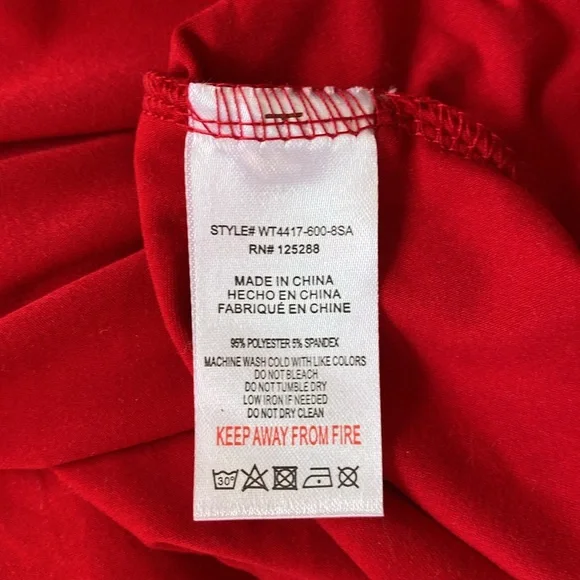 STYLE# WT4417-600-8SA
RN# 125288
MADE IN CHINA
HECHO EN CHINA
FABRIQUÉ EN CHINE
95% POLYESTER 5% SPANDEX
MACHINE WASH COLD WITH LIKE COLORS
DO NOT BLEACH
DO NOT TUMBLE DRY
LOW IRON IF NEEDED
DO NOT DRY CLEAN
KEEP AWAY FROM FIRE
30°